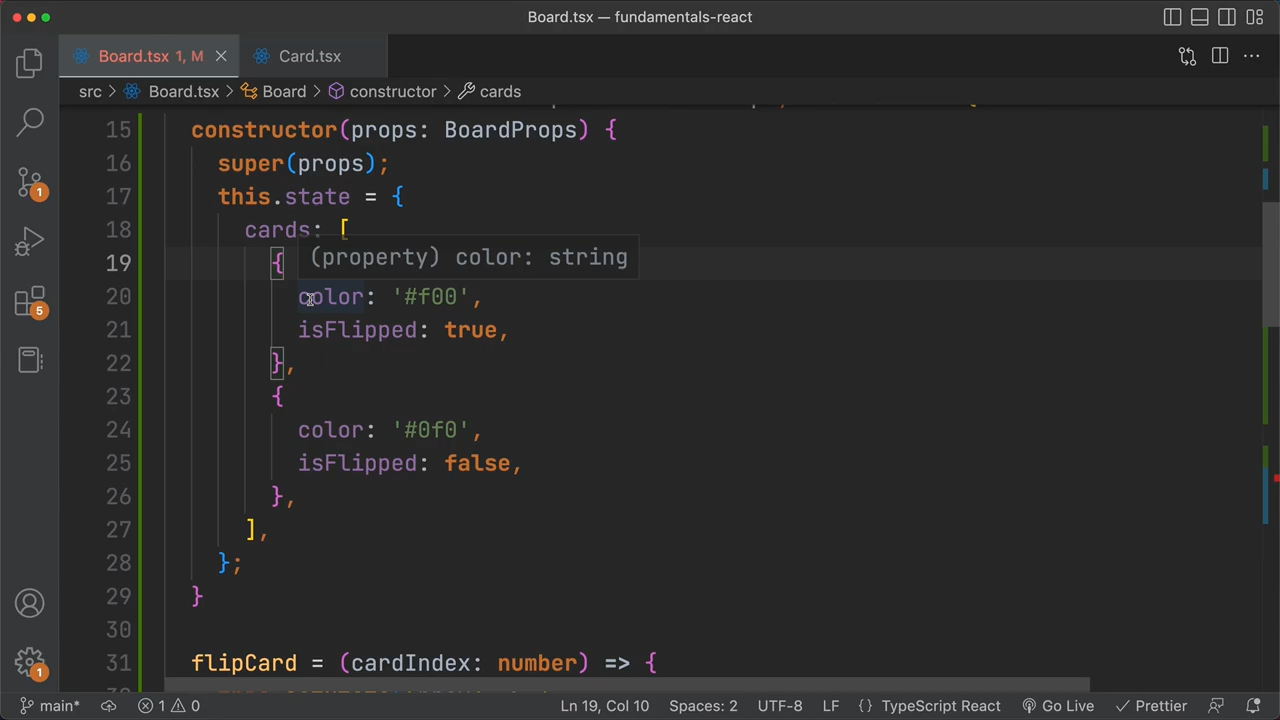 Board.tsx — fundamentals-react
Board.tsx 1, M
Card.tsx
src > Board.tsx > Board > constructor > cards
15 constructor(props: BoardProps) {
16 super(props);
17 this.state = {
18 cards: [
(property) color: string
19 {
20 color: '#f00',
21 isFlipped: true,
22 },
23 {
24 color: '#0f0',
25 isFlipped: false,
26 },
27 ],
28 };
29 }
30
31 flipCard = (cardIndex: number) => {
1
5
1
main* 1 0 Ln 19, Col 10 Spaces: 2 UTF-8 LF {} TypeScript React Go Live Prettier